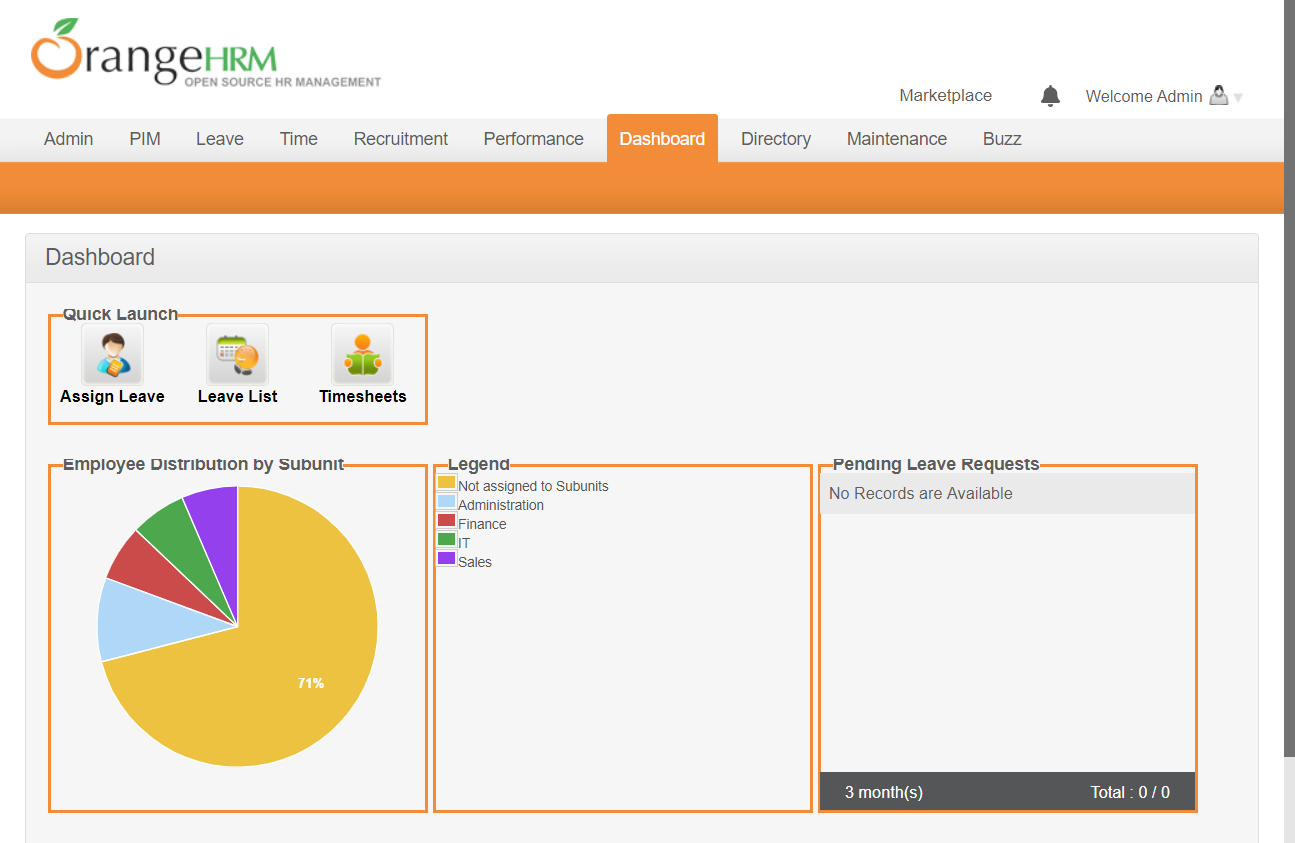 OrangeHRM
OPEN SOURCE HR MANAGEMENT
Marketplace Welcome Admin
Admin PIM Leave Time Recruitment Performance Dashboard Directory Maintenance Buzz
Dashboard
Quick Launch
Assign Leave Leave List Timesheets
Employee Distribution by Subunit
71%
Legend
Not assigned to Subunits
Administration
Finance
IT
Sales
Pending Leave Requests
No Records are Available
3 month(s) Total : 0 / 0